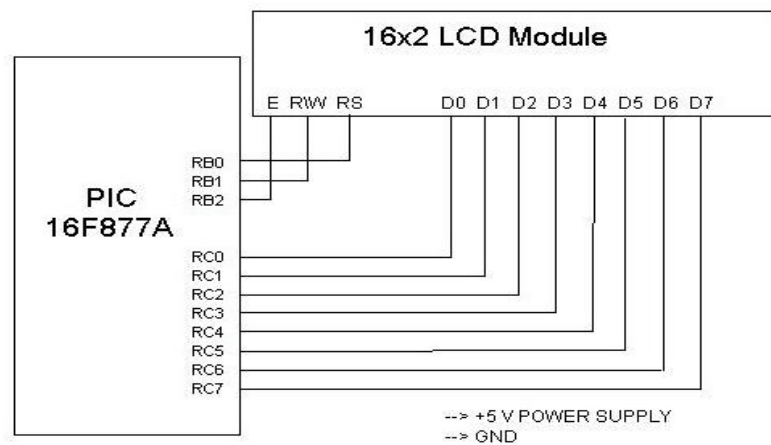 16x2 LCD Module
E RW RS D0 D1 D2 D3 D4 D5 D6 D7
RB0
RB1
RB2
PIC
16F877A
RC0
RC1
RC2
RC3
RC4
RC5
RC6
RC7
--> +5 V POWER SUPPLY
--> GND